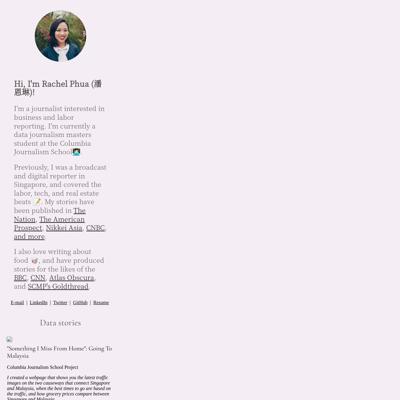 Hi, I'm Rachel Phua (潘
恩琳)!
I'm a journalist interested in
business and labor
reporting. I'm currently a
data journalism masters
student at the Columbia
Journalism School👩🏻‍💻.
Previously, I was a broadcast
and digital reporter in
Singapore, and covered the
labor, tech, and real estate
beats 📝. My stories have
been published in The
Nation, The American
Prospect, Nikkei Asia, CNBC,
and more.
I also love writing about
food 🥡, and have produced
stories for the likes of the
BBC, CNN, Atlas Obscura,
and SCMP's Goldthread.
E-mail | LinkedIn | Twitter | GitHub | Resume
Data stories
"Something I Miss From Home": Going To
Malaysia
Columbia Journalism School Project
I created a webpage that shows you the latest traffic
images on the two causeways that connect Singapore
and Malaysia, when the best times to go are based on
the traffic, and how grocery prices compare between
Singapore and Malaysia.